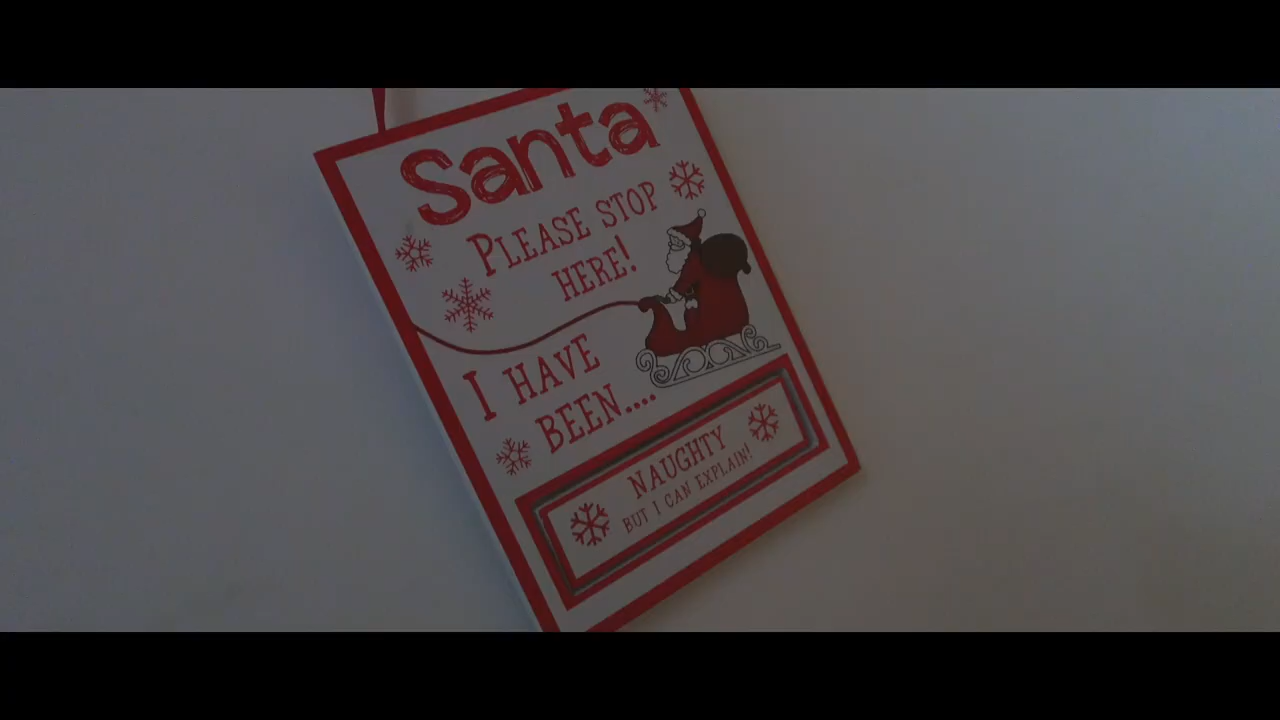 Santa
PLEASE STOP
HERE!
I HAVE
BEEN....
NAUGHTY
BUT I CAN EXPLAIN!